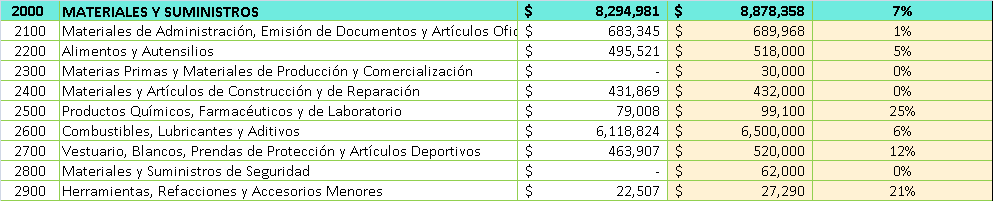 2000 MATERIALES Y SUMINISTROS $ 8,294,981 $ 8,878,358 7%
2100 Materiales de Administración, Emisión de Documentos y Artículos Ofic $ 683,345 $ 689,968 1%
2200 Alimentos y Autensilios $ 495,521 $ 518,000 5%
2300 Materias Primas y Materiales de Producción y Comercialización $ - $ 30,000 0%
2400 Materiales y Artículos de Construcción y de Reparación $ 431,869 $ 432,000 0%
2500 Productos Químicos, Farmacéuticos y de Laboratorio $ 79,008 $ 99,100 25%
2600 Combustibles, Lubricantes y Aditivos $ 6,118,824 $ 6,500,000 6%
2700 Vestuario, Blancos, Prendas de Protección y Artículos Deportivos $ 463,907 $ 520,000 12%
2800 Materiales y Suministros de Seguridad $ - $ 62,000 0%
2900 Herramientas, Refacciones y Accesorios Menores $ 22,507 $ 27,290 21%